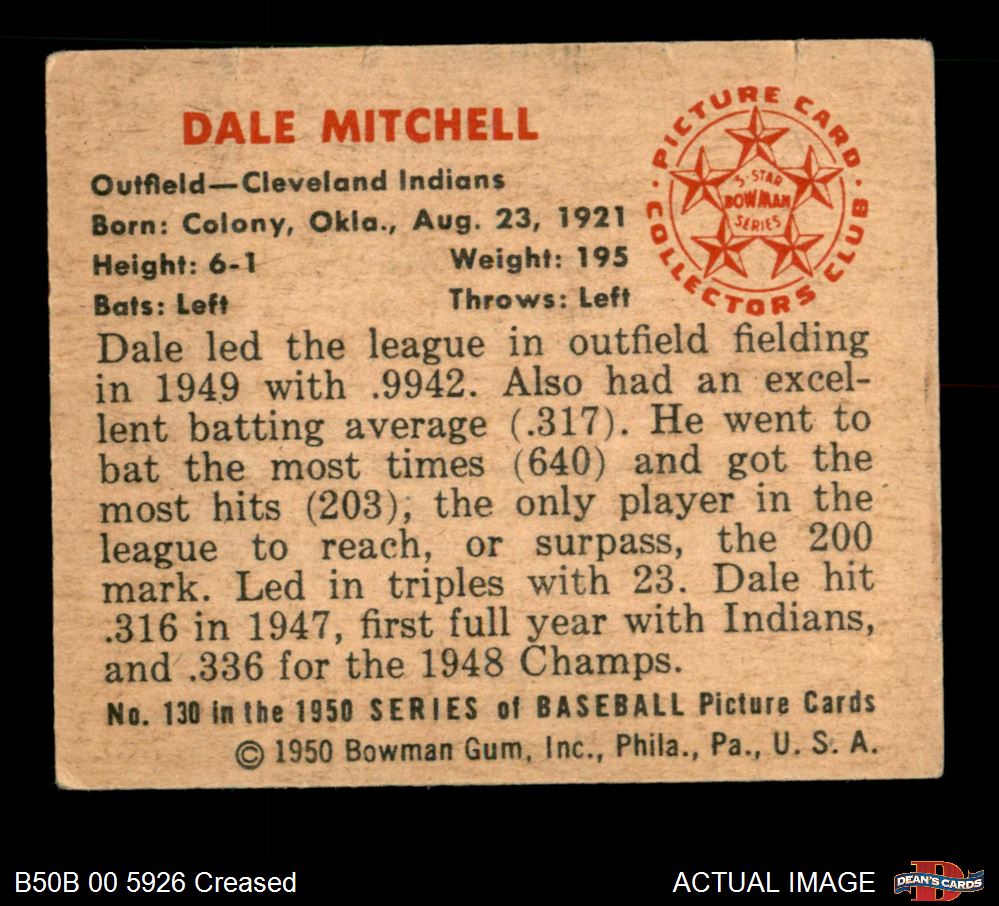 DALE MITCHELL
Outfield—Cleveland Indians
Born: Colony, Okla., Aug. 23, 1921
Height: 6-1 Weight: 195
Bats: Left Throws: Left
PICTURE CARD
COLLECTORS CLUB
5-STAR
BOWMAN
SERIES
Dale led the league in outfield fielding
in 1949 with .9942. Also had an excel-
lent batting average (.317). He went to
bat the most times (640) and got the
most hits (203); the only player in the
league to reach, or surpass, the 200
mark. Led in triples with 23. Dale hit
.316 in 1947, first full year with Indians,
and .336 for the 1948 Champs.
No. 130 in the 1950 SERIES of BASEBALL Picture Cards
© 1950 Bowman Gum, Inc., Phila., Pa., U. S. A.
B50B 00 5926 Creased
ACTUAL IMAGE
D
DEAN'S CARDS